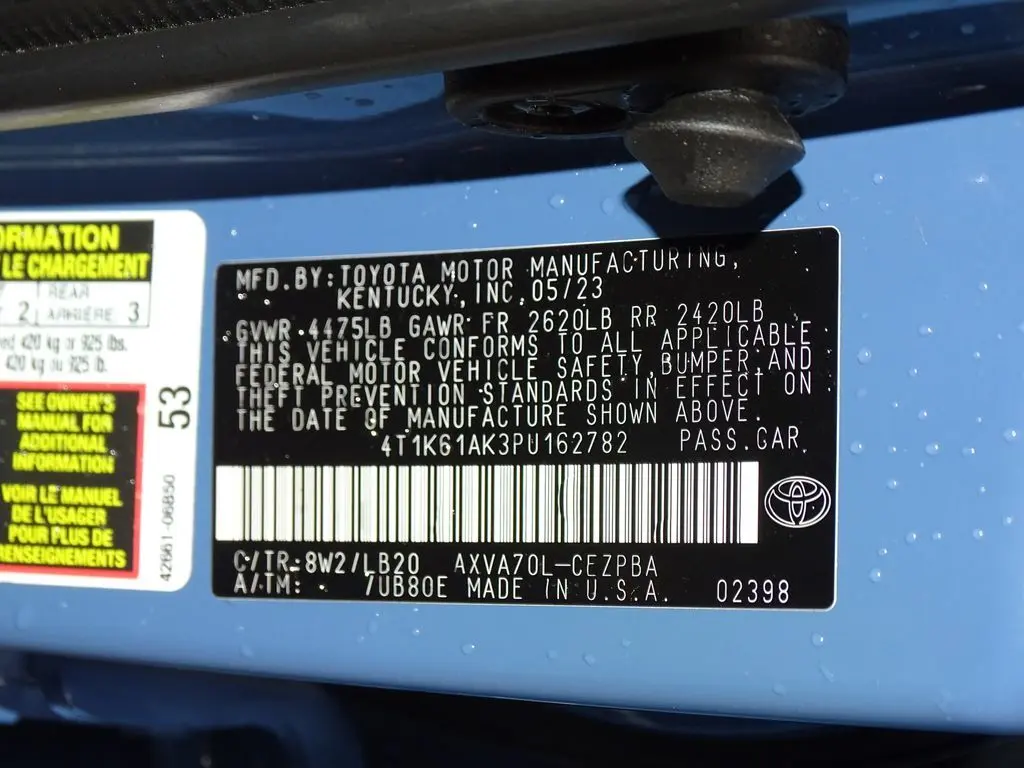 ORMATION
LE CHARGEMENT
REAR
2 ARRIÈRE 3
ed 420 kg or 925 lbs.
420 kg ou 925 lb.
SEE OWNER'S
MANUAL FOR
ADDITIONAL
INFORMATION
VOIR LE MANUEL
DE L'USAGER
POUR PLUS DE
RENSEIGNEMENTS
53
42661-06B50
MFD.BY:TOYOTA MOTOR MANUFACTURING,
KENTUCKY,INC.05/23
GVWR 4475LB GAWR FR 2620LB RR 2420LB
THIS VEHICLE CONFORMS TO ALL APPLICABLE
FEDERAL MOTOR VEHICLE SAFETY,BUMPER,AND
THEFT PREVENTION STANDARDS IN EFFECT ON
THE DATE OF MANUFACTURE SHOWN ABOVE.
4T1K61AK3PU162782 PASS.CAR
C/TR:8W2/LB20 AXVA70L-CEZPBA
A/TM: /UB80E MADE IN U.S.A. 02398